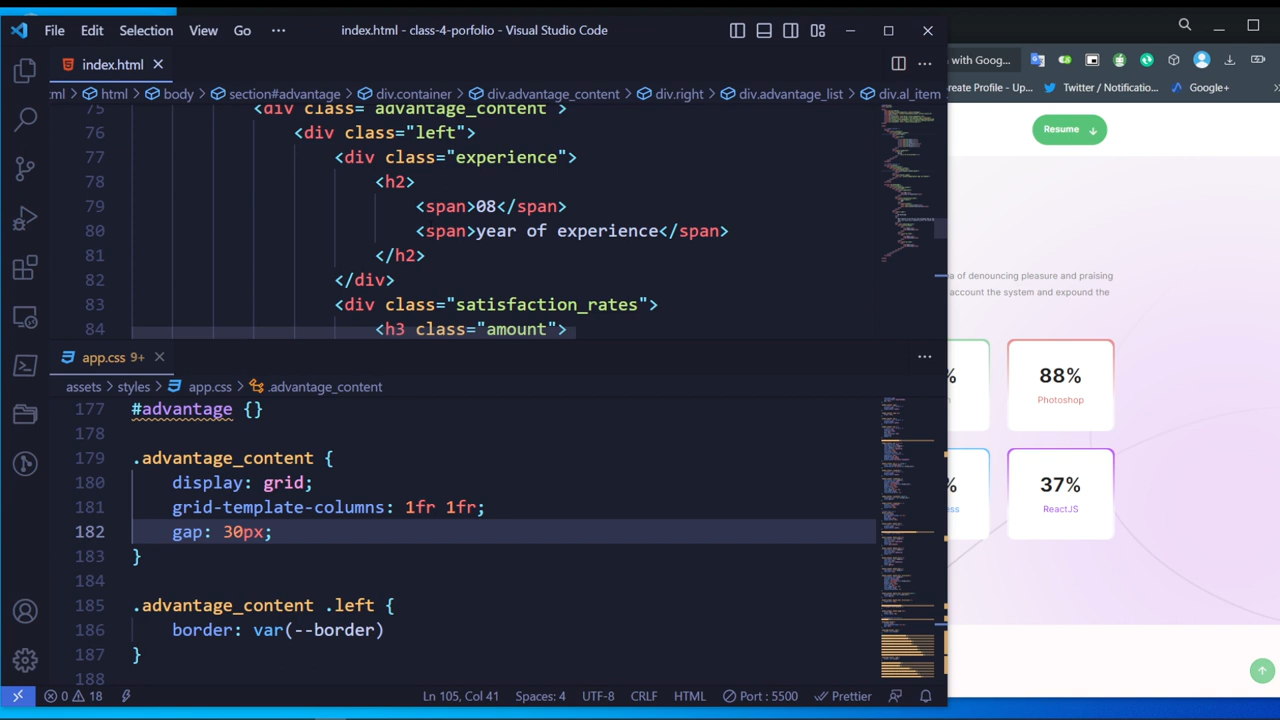 File Edit Selection View Go ··· index.html - class-4-porfolio - Visual Studio Code
index.html
ml > html > body > section#advantage > div.container > div.advantage_content > div.right > div.advantage_list > div.al_item
75 <div class="advantage_content">
76 <div class="left">
77 <div class="experience">
78 <h2>
79 <span>08</span>
80 <span>year of experience</span>
81 </h2>
82 </div>
83 <div class="satisfaction_rates">
84 <h3 class="amount">
app.css 9+
assets > styles > app.css > .advantage_content
177 #advantage {}
178
179 .advantage_content {
180 display: grid;
181 grid-template-columns: 1fr 1fr;
182 gap: 30px;
183 }
184
185 .advantage_content .left {
186 border: var(--border)
187 }
188
0 18 Ln 105, Col 41 Spaces: 4 UTF-8 CRLF HTML Port : 5500 Prettier
with Goog...
reate Profile - Up... Twitter / Notificatio... Google+
Resume
a of denouncing pleasure and praising
account the system and expound the
% 88%
Photoshop
% 37%
ss ReactJS